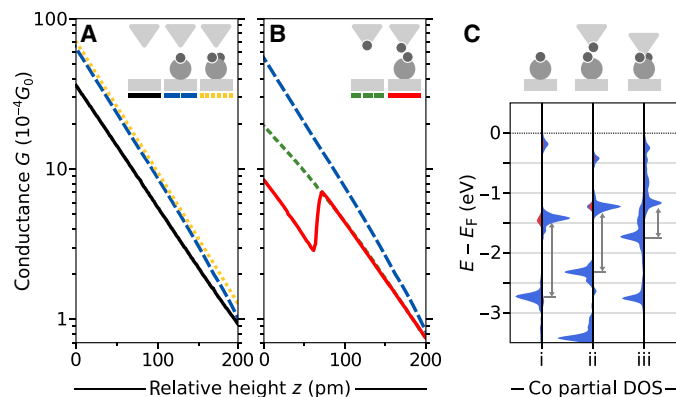 A
B
C
100
10
1
Conductance G (10⁻⁴G₀)
0
100
200
0
100
200
Relative height z (pm)
E − E_F (eV)
0
−1
−2
−3
i
ii
iii
Co partial DOS